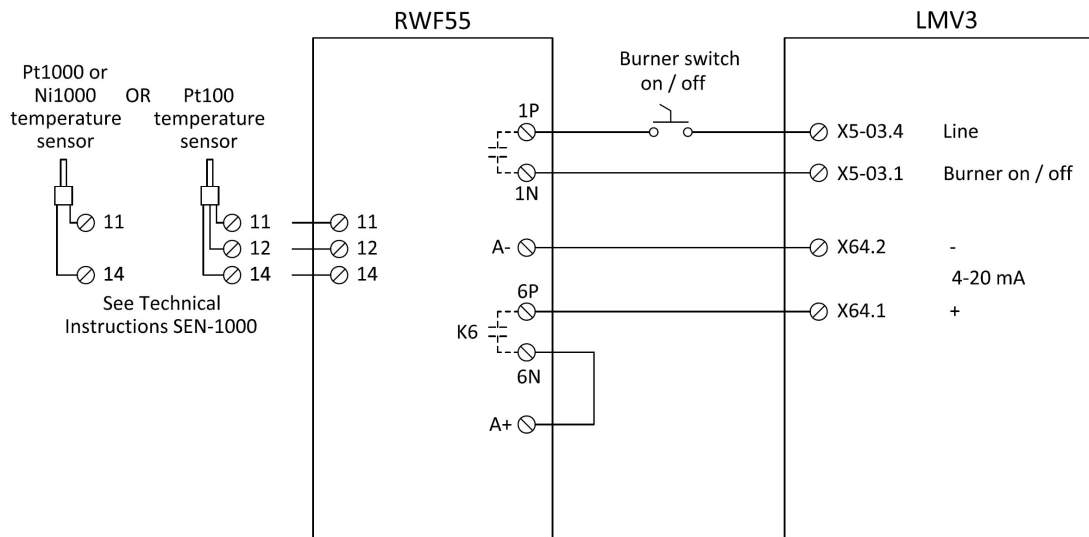 RWF55
LMV3
Pt1000 or
Ni1000
temperature
sensor
OR
Pt100
temperature
sensor
11
14
11
12
14
See Technical
Instructions SEN-1000
11
12
14
1P
1N
A-
6P
K6
6N
A+
Burner switch
on / off
X5-03.4 Line
X5-03.1 Burner on / off
X64.2 -
4-20 mA
X64.1 +